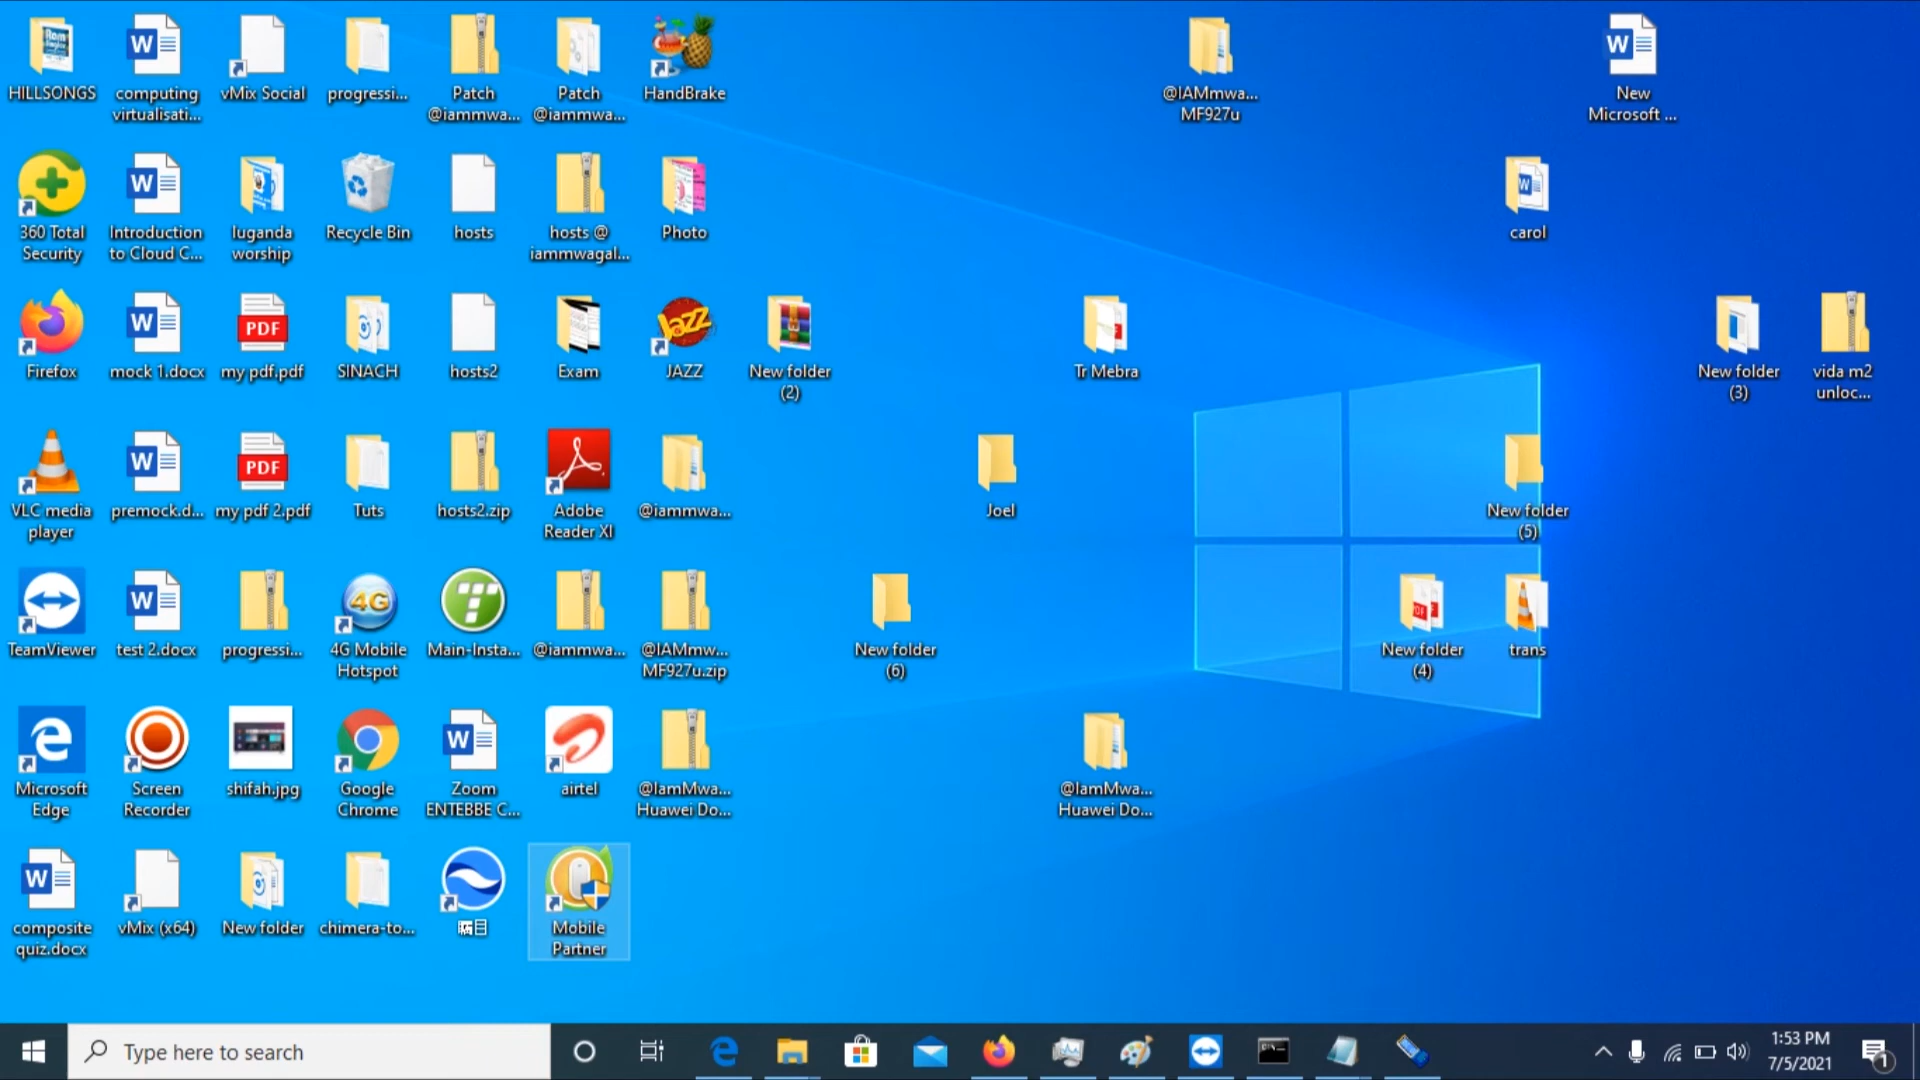 HILLSONGS
computing
virtualisati...
vMix Social
progressi...
Patch
@iammwa...
Patch
@iammwa...
HandBrake
@IAMmwa...
MF927u
New
Microsoft ...
360 Total
Security
Introduction
to Cloud C...
luganda
worship
Recycle Bin
hosts
hosts @
iammwagal...
Photo
carol
Firefox
mock 1.docx
my pdf.pdf
SINACH
hosts2
Exam
JAZZ
New folder
(2)
Tr Mebra
New folder
(3)
vida m2
unloc...
VLC media
player
premock.d...
my pdf 2.pdf
Tuts
hosts2.zip
Adobe
Reader XI
@iammwa...
Joel
New folder
(5)
TeamViewer
test 2.docx
progressi...
4G Mobile
Hotspot
Main-Insta...
@iammwa...
@IAMmw...
MF927u.zip
New folder
(6)
New folder
(4)
trans
Microsoft
Edge
Screen
Recorder
shifah.jpg
Google
Chrome
Zoom
ENTEBBE C...
airtel
@IamMwa...
Huawei Do...
@IamMwa...
Huawei Do...
composite
quiz.docx
vMix (x64)
New folder
chimera-to...
Mobile
Partner
Type here to search
1:53 PM
7/5/2021
1